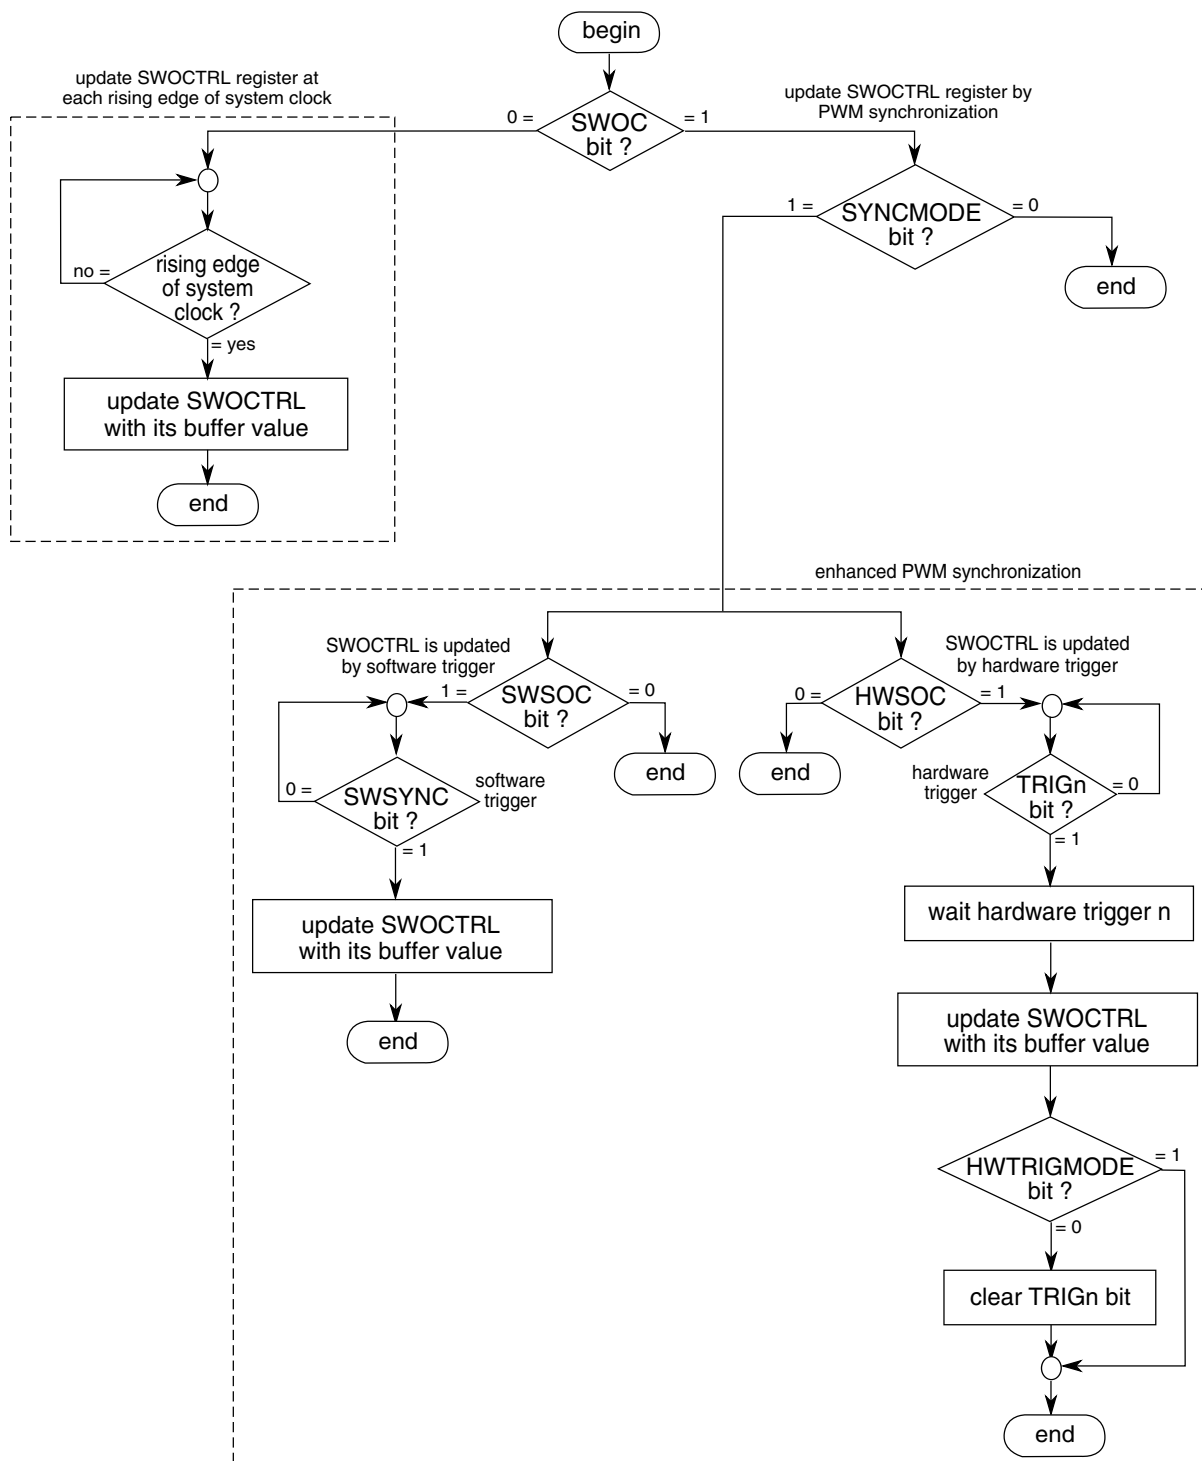 begin
update SWOCTRL register at
each rising edge of system clock
update SWOCTRL register by
PWM synchronization
0 =
SWOC
bit ?
= 1
1 =
SYNCMODE
bit ?
= 0
end
no =
rising edge
of system
clock ?
= yes
update SWOCTRL
with its buffer value
end
enhanced PWM synchronization
SWOCTRL is updated
by software trigger
1 =
SWSOC
bit ?
= 0
end
0 =
SWSYNC
bit ?
software
trigger
= 1
update SWOCTRL
with its buffer value
end
SWOCTRL is updated
by hardware trigger
0 =
HWSOC
bit ?
= 1
end
hardware
trigger
TRIGn
bit ?
= 0
= 1
wait hardware trigger n
update SWOCTRL
with its buffer value
HWTRIGMODE
bit ?
= 1
= 0
clear TRIGn bit
end